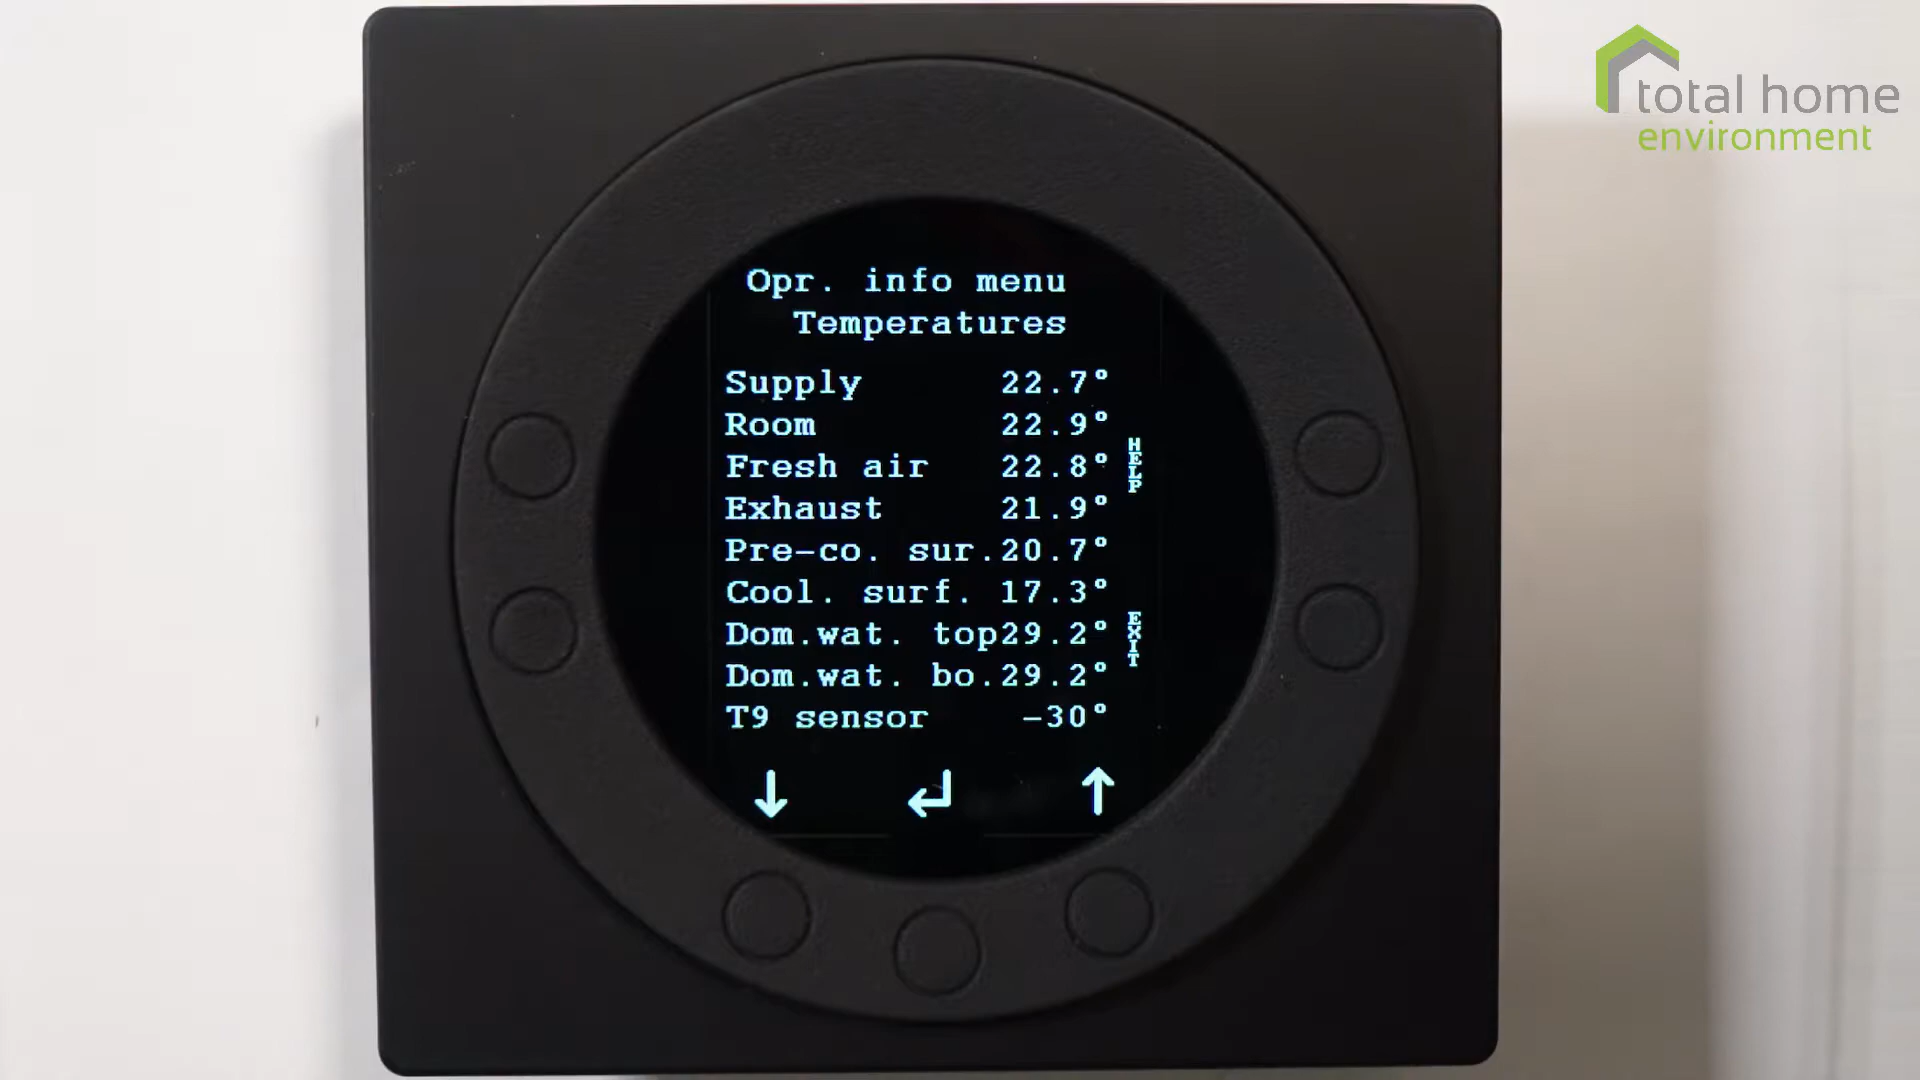 total home
environment
Opr. info menu
Temperatures
Supply 22.7°
Room 22.9°
Fresh air 22.8°
Exhaust 21.9°
Pre-co. sur.20.7°
Cool. surf. 17.3°
Dom.wat. top29.2°
Dom.wat. bo.29.2°
T9 sensor -30°
HELP
EXIT